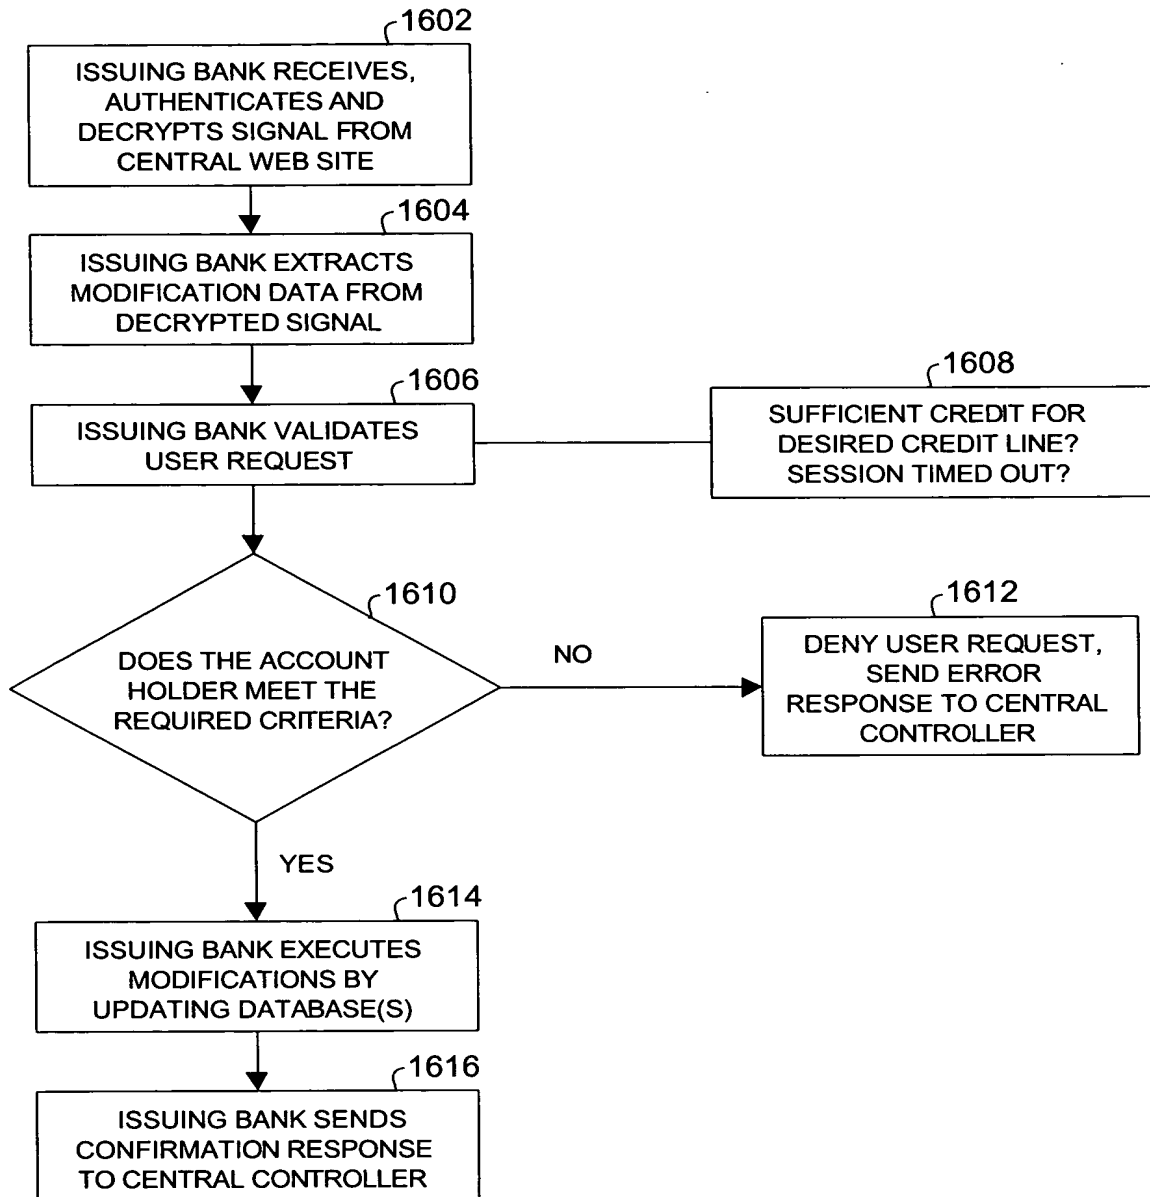 1602
ISSUING BANK RECEIVES,
AUTHENTICATES AND
DECRYPTS SIGNAL FROM
CENTRAL WEB SITE
1604
ISSUING BANK EXTRACTS
MODIFICATION DATA FROM
DECRYPTED SIGNAL
1606
ISSUING BANK VALIDATES
USER REQUEST
1608
SUFFICIENT CREDIT FOR
DESIRED CREDIT LINE?
SESSION TIMED OUT?
1610
DOES THE ACCOUNT
HOLDER MEET THE
REQUIRED CRITERIA?
NO
1612
DENY USER REQUEST,
SEND ERROR
RESPONSE TO CENTRAL
CONTROLLER
YES
1614
ISSUING BANK EXECUTES
MODIFICATIONS BY
UPDATING DATABASE(S)
1616
ISSUING BANK SENDS
CONFIRMATION RESPONSE
TO CENTRAL CONTROLLER